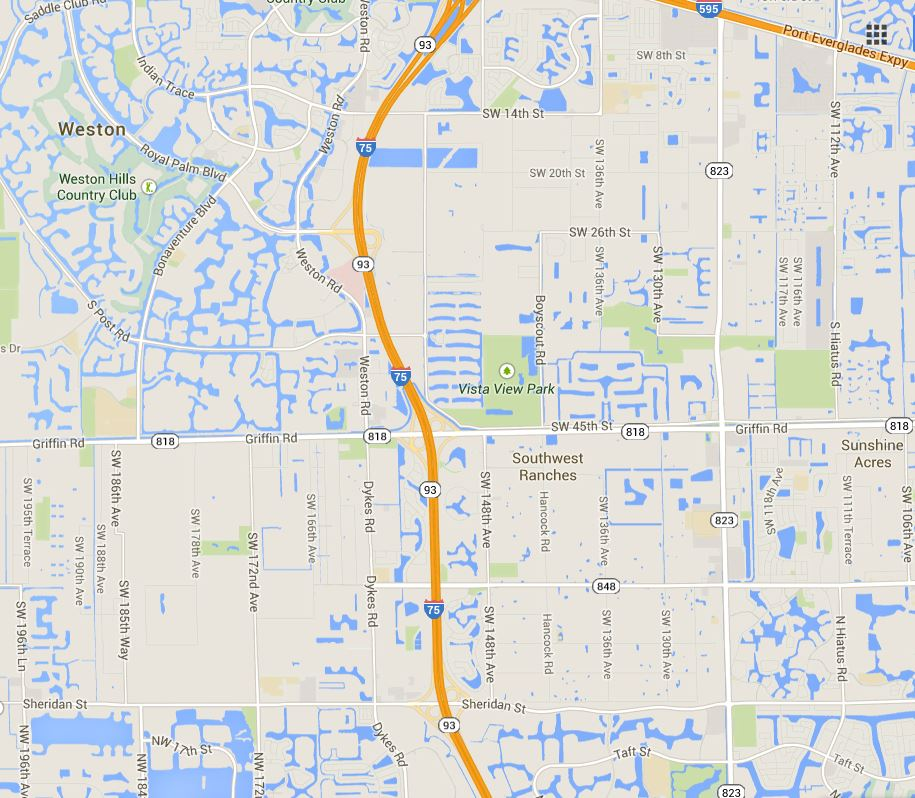 Country Club
Saddle Club Rd
Weston Rd
93
595
Port Everglades Expy
SW 8th St
Indian Trace
Weston Rd
SW 14th St
SW 112th Ave
Weston
75
Royal Palm Blvd
SW 136th Ave
SW 20th St
823
Weston Hills
Country Club
Bonaventure Blvd
SW 26th St
93
Weston Rd
SW 136th Ave
SW 130th Ave
SW 117th Ave
SW 116th Ave
S Post Rd
Boyscout Rd
S Hiatus Rd
s Dr
Weston Rd
75
Vista View Park
Griffin Rd
818
Griffin Rd
818
SW 45th St
818
Griffin Rd
818
Sunshine
Acres
Southwest
Ranches
SW 195th Terrace
SW 186th Ave
SW 190th Ave
SW 188th Ave
SW 178th Ave
SW 166th Ave
SW 172nd Ave
Dykes Rd
93
SW 148th Ave
Hancock Rd
SW 136th Ave
823
SW 118th Ave
SW 111th Terrace
SW 106th Ave
848
SW 196th Ln
SW 185th Way
Dykes Rd
75
SW 148th Ave
Hancock Rd
SW 136th Ave
SW 130th Ave
N Hiatus Rd
Sheridan St
Sheridan St
93
NW 196th Ave
NW 17th St
NW 184
NW 172n
Dykes Rd
Taft St
Taft St
823